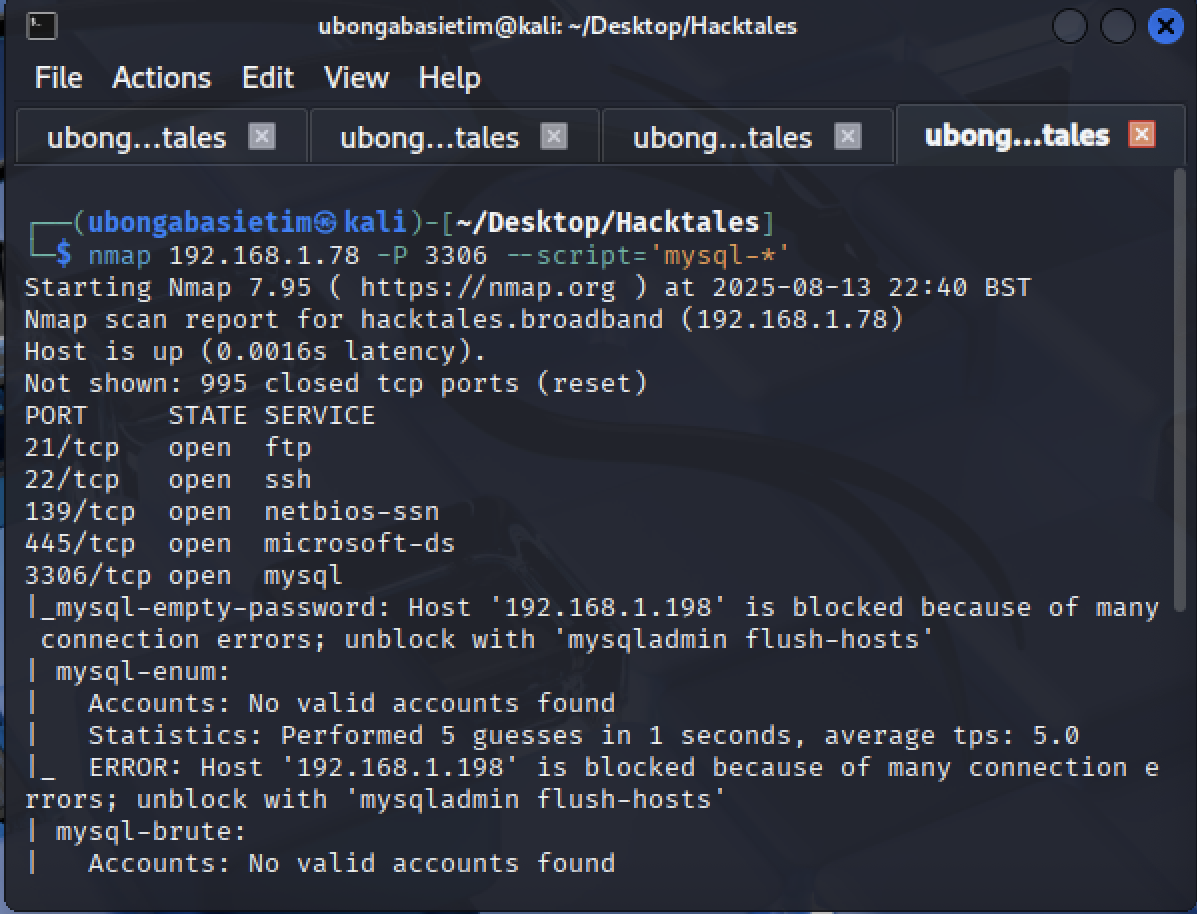 ubongabasietim@kali: ~/Desktop/Hacktales
File Actions Edit View Help
ubong...tales ubong...tales ubong...tales ubong...tales
┌──(ubongabasietim㉿kali)-[~/Desktop/Hacktales]
└─$ nmap 192.168.1.78 -P 3306 --script='mysql-*'
Starting Nmap 7.95 ( https://nmap.org ) at 2025-08-13 22:40 BST
Nmap scan report for hacktales.broadband (192.168.1.78)
Host is up (0.0016s latency).
Not shown: 995 closed tcp ports (reset)
PORT     STATE SERVICE
21/tcp   open  ftp
22/tcp   open  ssh
139/tcp  open  netbios-ssn
445/tcp  open  microsoft-ds
3306/tcp open  mysql
|_mysql-empty-password: Host '192.168.1.198' is blocked because of many
 connection errors; unblock with 'mysqladmin flush-hosts'
| mysql-enum:
|   Accounts: No valid accounts found
|   Statistics: Performed 5 guesses in 1 seconds, average tps: 5.0
|_  ERROR: Host '192.168.1.198' is blocked because of many connection e
rrors; unblock with 'mysqladmin flush-hosts'
| mysql-brute:
|   Accounts: No valid accounts found